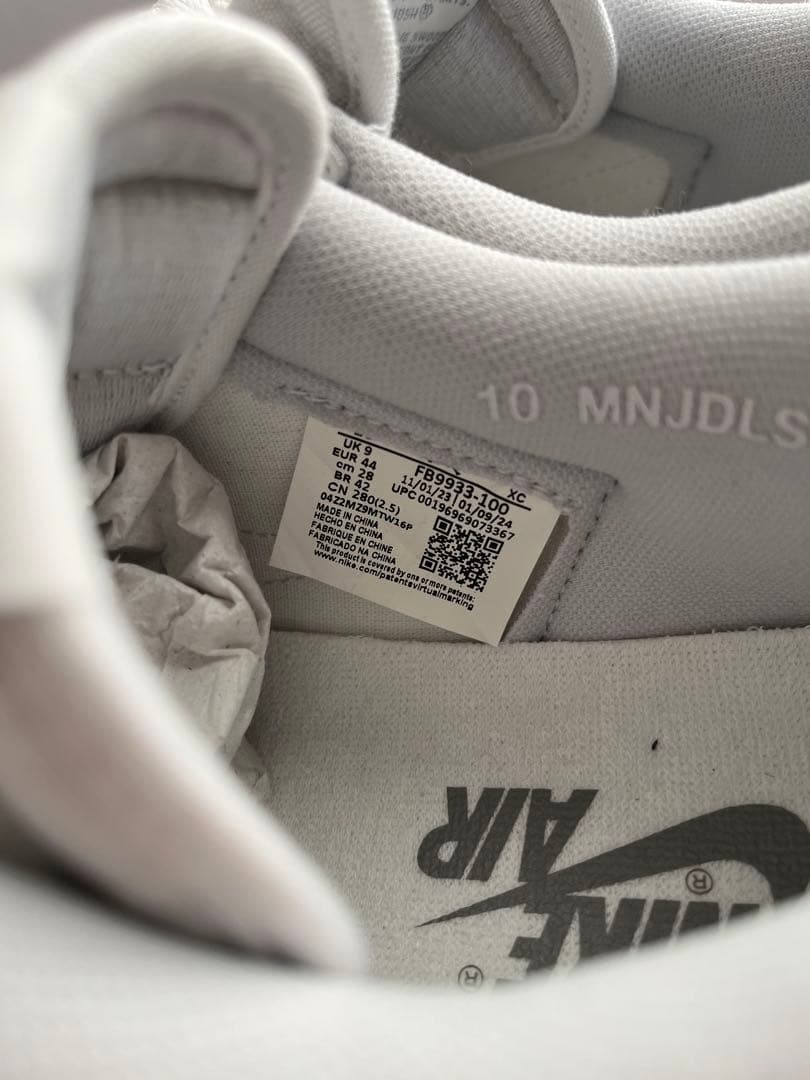 10 MNJDLS
UK 9
EUR 44
cm 28
BR 42
CN 280(2.5)
FB9933-100 XC
11/01/23 | 01/09/24
UPC 00196969073367
04Z2MZ9MTW16P
MADE IN CHINA
HECHO EN CHINA
FABRIQUE EN CHINE
FABRICADO NA CHINA
This product is covered by one or more patents:
www.nike.com/patentsvirtualmarking
NIKE ®
AIR ®